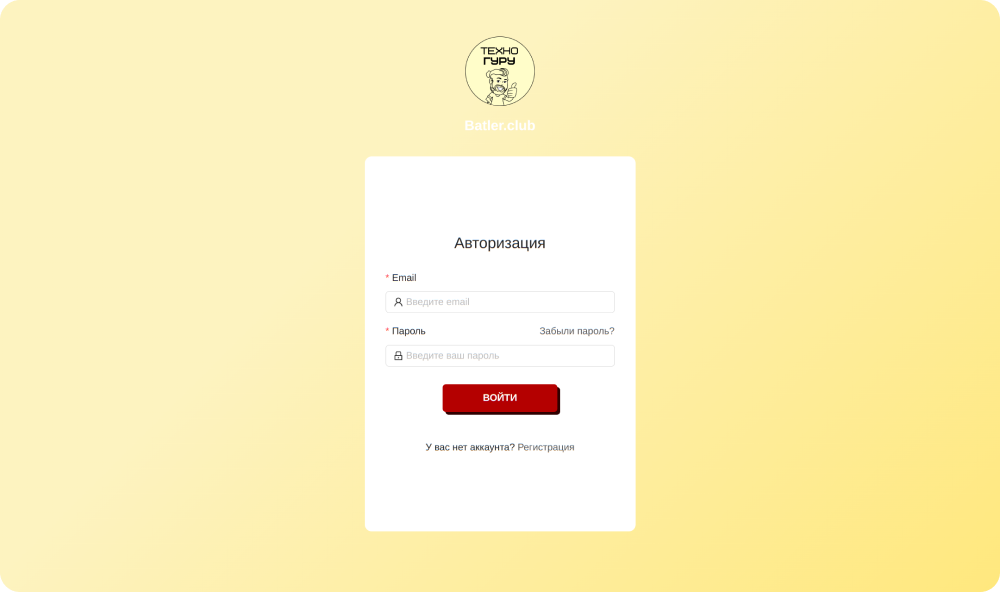 ТЕХНО
ГУРУ
Batler.club
Авторизация
* Email
Введите email
* Пароль Забыли пароль?
Введите ваш пароль
ВОЙТИ
У вас нет аккаунта? Регистрация